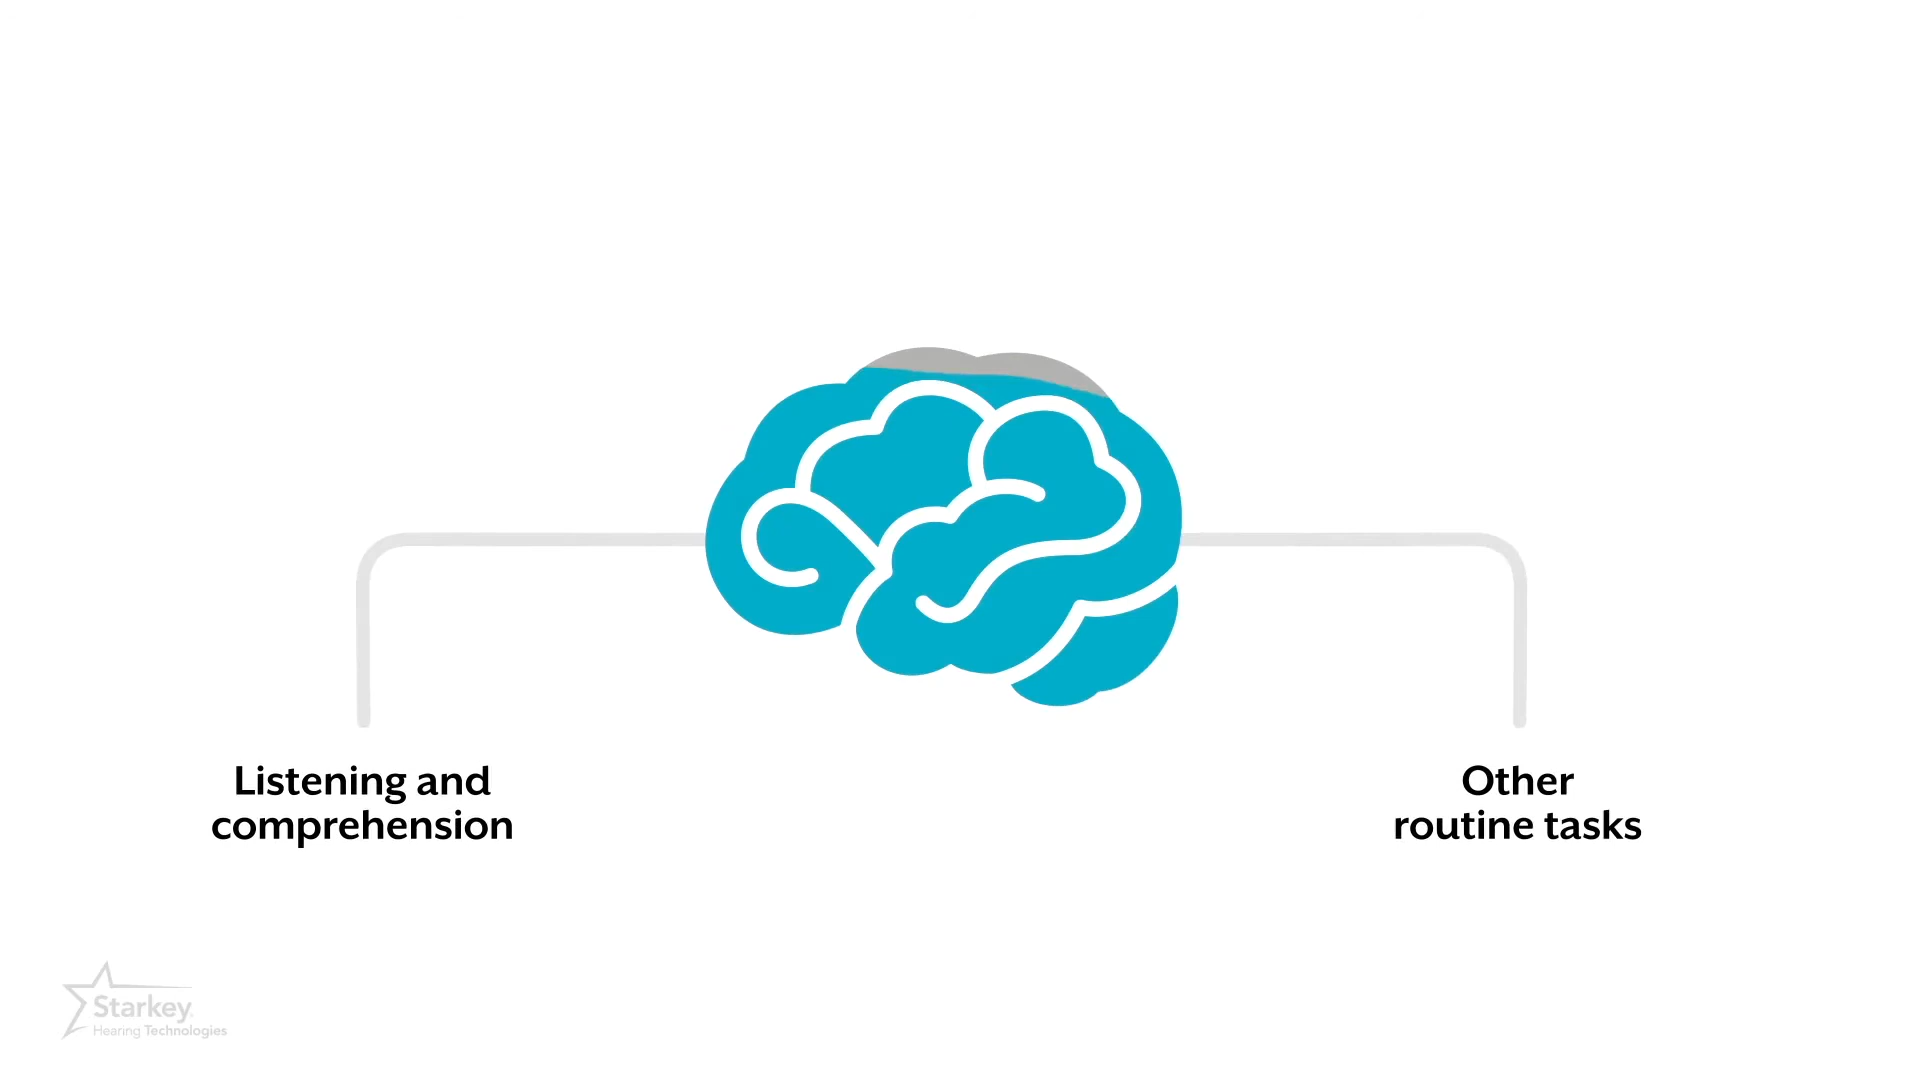 Listening and
comprehension
Other
routine tasks
Starkey.
Hearing Technologies